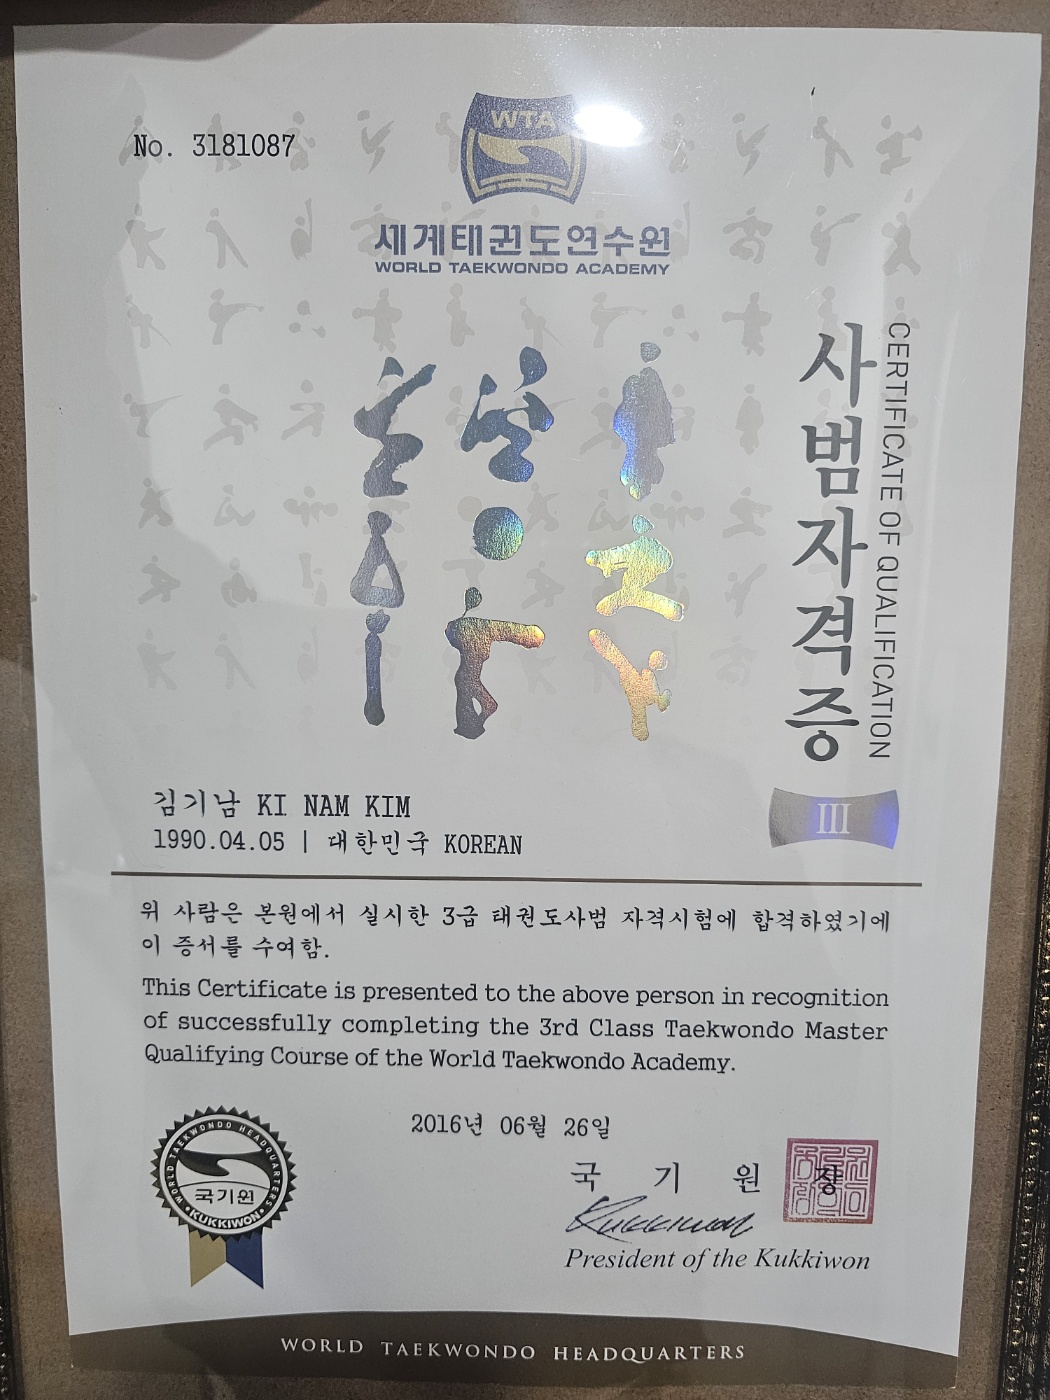 No. 3181087
WTA
세계태권도연수원
WORLD TAEKWONDO ACADEMY
사범자격증
CERTIFICATE OF QUALIFICATION
III
김기남 KI NAM KIM
1990.04.05 | 대한민국 KOREAN
위 사람은 본원에서 실시한 3급 태권도사범 자격시험에 합격하였기에
이 증서를 수여함.
This Certificate is presented to the above person in recognition
of successfully completing the 3rd Class Taekwondo Master
Qualifying Course of the World Taekwondo Academy.
2016년 06월 26일
국 기 원 장
Kukkiwon
President of the Kukkiwon
WORLD TAEKWONDO HEADQUARTERS
국기원
KUKKIWON
WORLD TAEKWONDO HEADQUARTERS